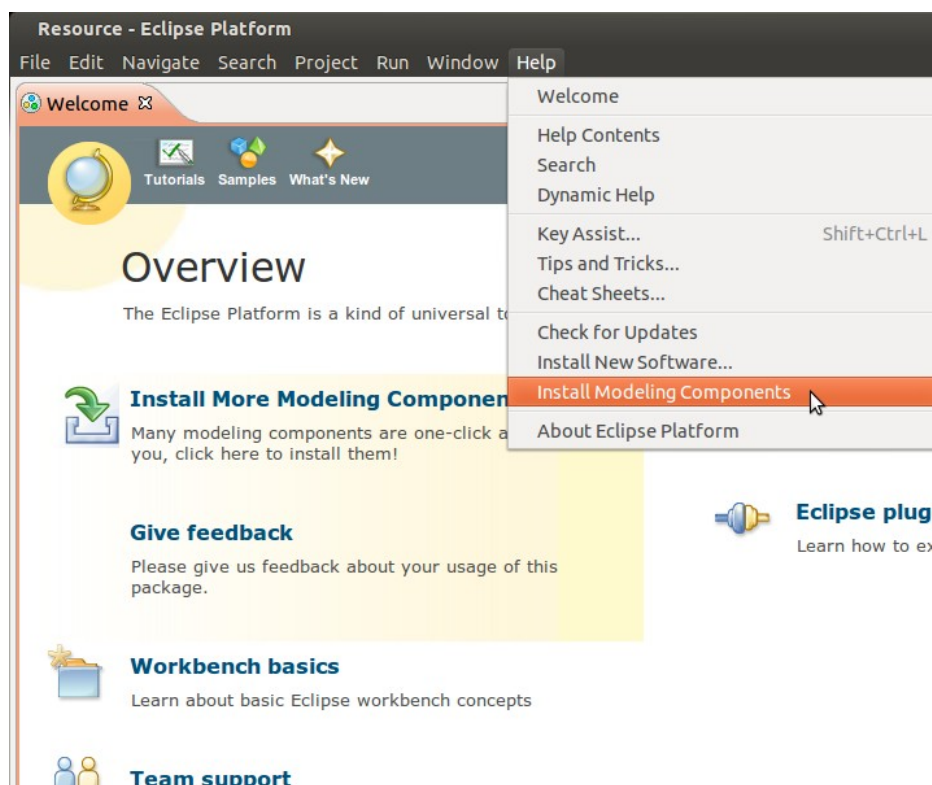 Resource - Eclipse Platform
File Edit Navigate Search Project Run Window Help
Welcome
Tutorials Samples What's New
Overview
The Eclipse Platform is a kind of universal
Install More Modeling
Many modeling components are one-click
you, click here to install them!
Give feedback
Please give us feedback about your usage of this
package.
Workbench basics
Learn about basic Eclipse workbench concepts
Team support
Welcome
Help Contents
Search
Dynamic Help
Key Assist... Shift+Ctrl+L
Tips and Tricks...
Cheat Sheets...
Check for Updates
Install New Software...
Install Modeling Components
About Eclipse Platform
Eclipse
Learn how to